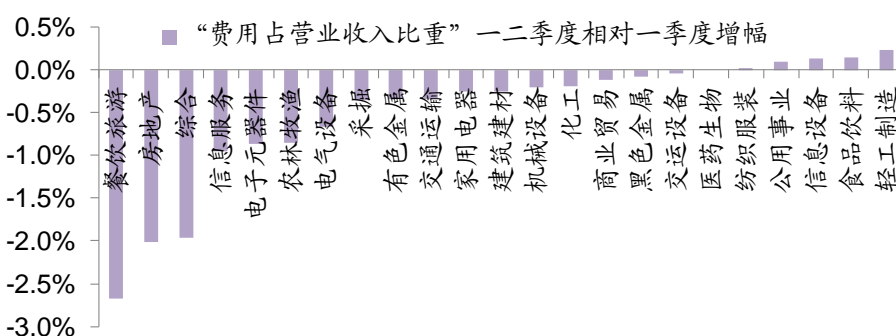 0.5%
0.0%
-0.5%
-1.0%
-1.5%
-2.0%
-2.5%
-3.0%
“费用占营业收入比重”一二季度相对一季度增幅
餐饮旅游
房地产
综合
信息服务
电子元器件
农林牧渔
电气设备
采掘
有色金属
交通运输
家用电器
建筑建材
机械设备
化工
商业贸易
黑色金属
交运设备
医药生物
纺织服装
公用事业
信息设备
食品饮料
轻工制造